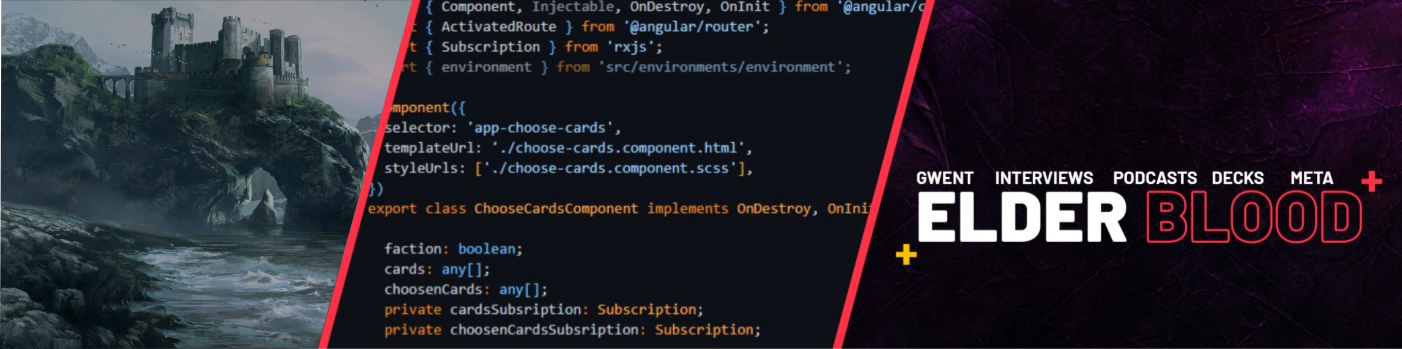 { Component, Injectable, OnDestroy, OnInit } from '@angular/c
t { ActivatedRoute } from '@angular/router';
t { Subscription } from 'rxjs';
rt { environment } from 'src/environments/environment';
omponent({
selector: 'app-choose-cards',
templateUrl: './choose-cards.component.html',
styleUrls: ['./choose-cards.component.scss'],
})
export class ChooseCardsComponent implements OnDestroy, OnInit
faction: boolean;
cards: any[];
choosenCards: any[];
private cardsSubsription: Subscription;
private choosenCardsSubsription: Subscription;
GWENT INTERVIEWS PODCASTS DECKS META
ELDER BLOOD